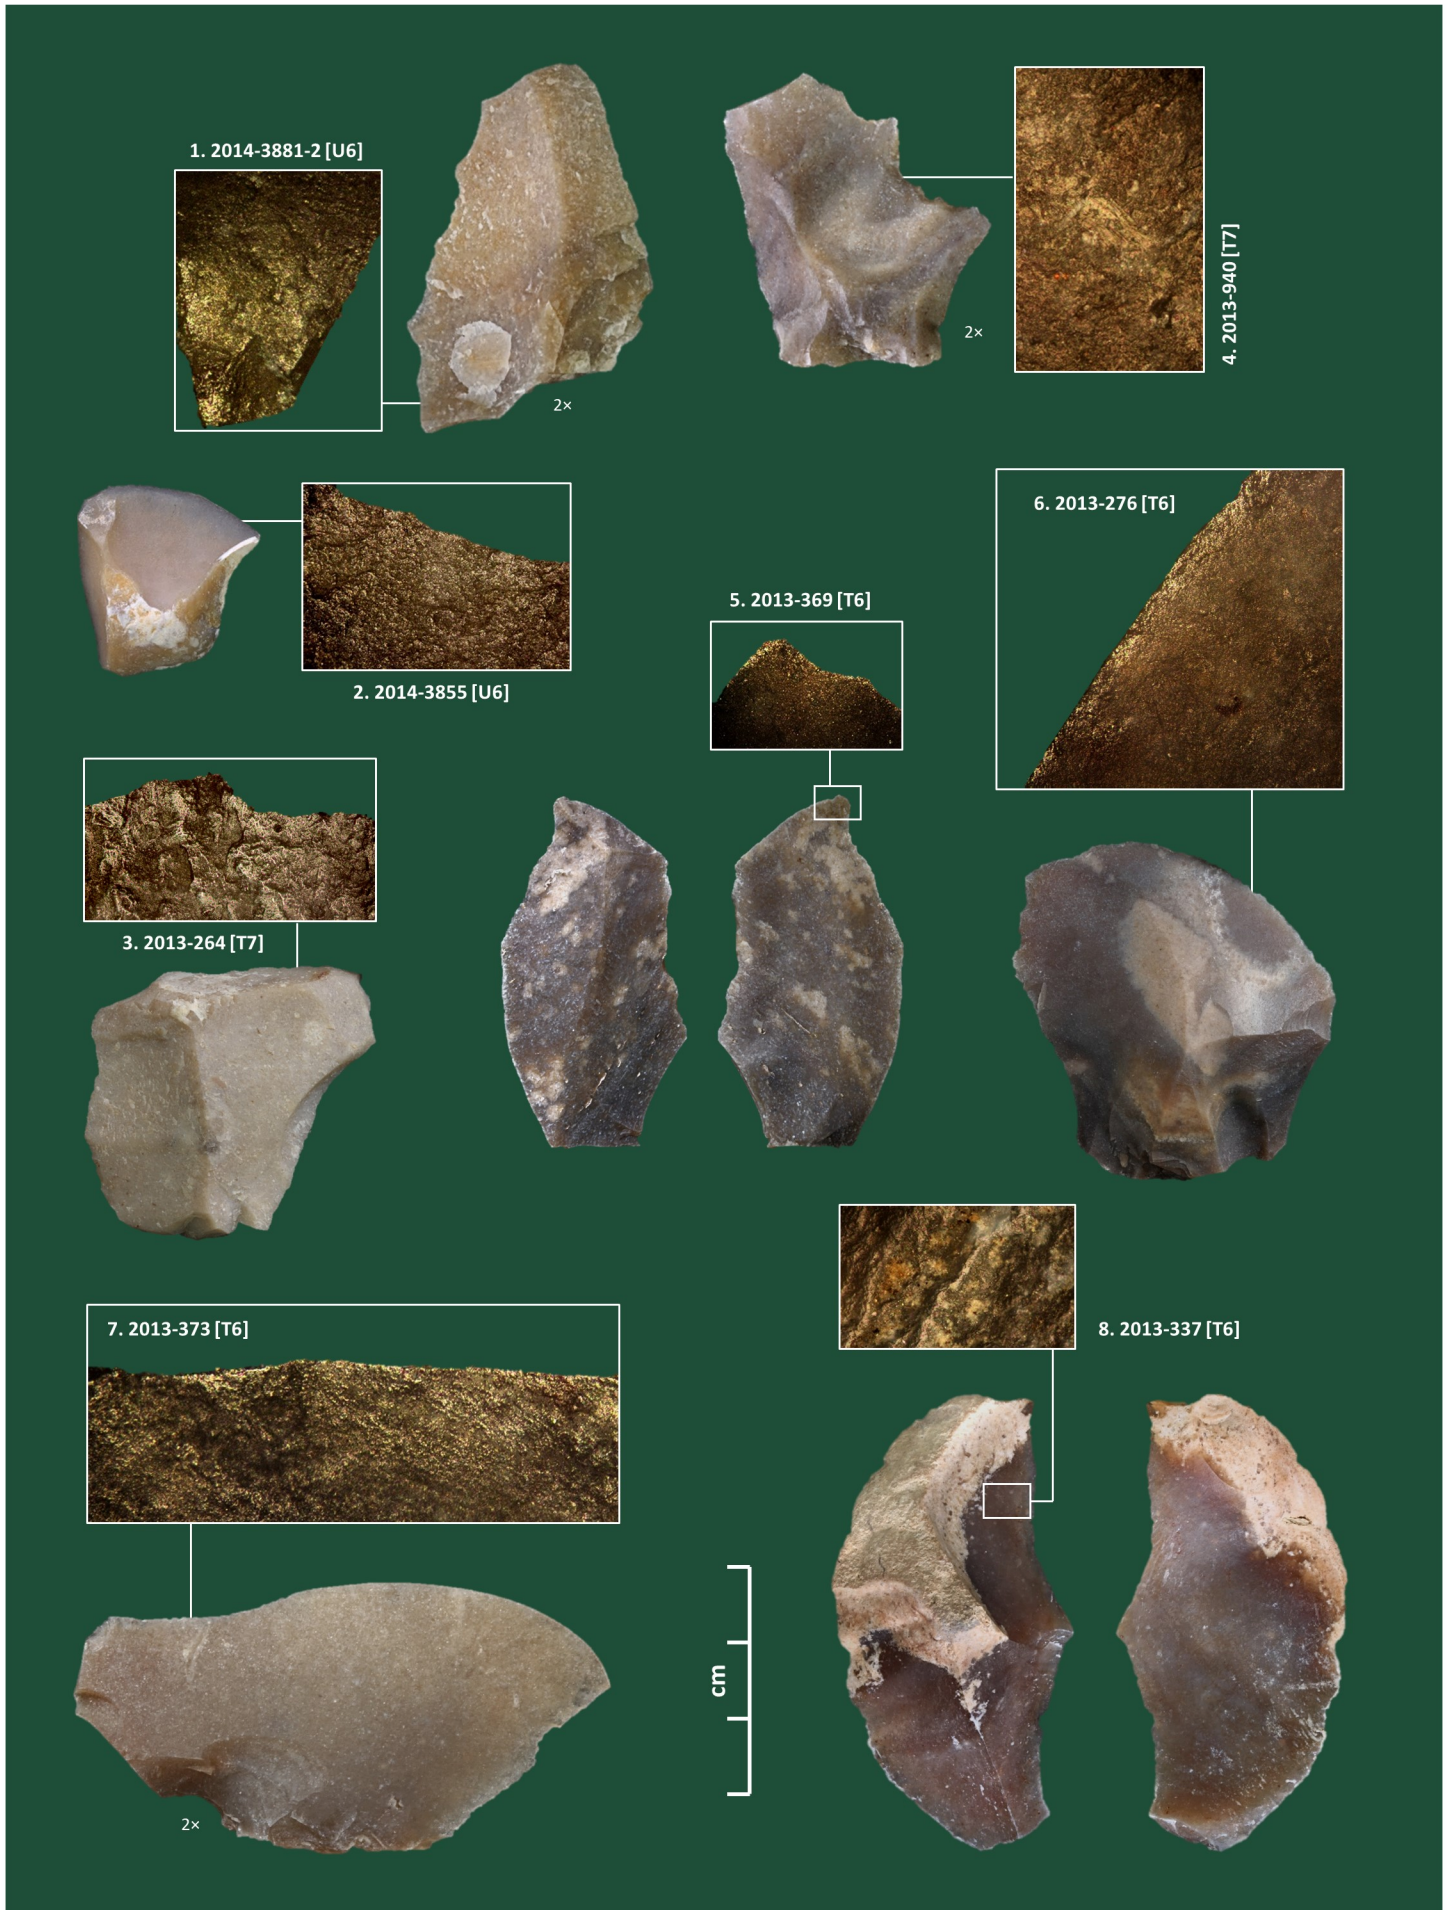 1. 2014-3881-2 [U6]
2×
4. 2013-940 [T7]
2×
2. 2014-3855 [U6]
6. 2013-276 [T6]
5. 2013-369 [T6]
3. 2013-264 [T7]
7. 2013-373 [T6]
8. 2013-337 [T6]
cm
2×